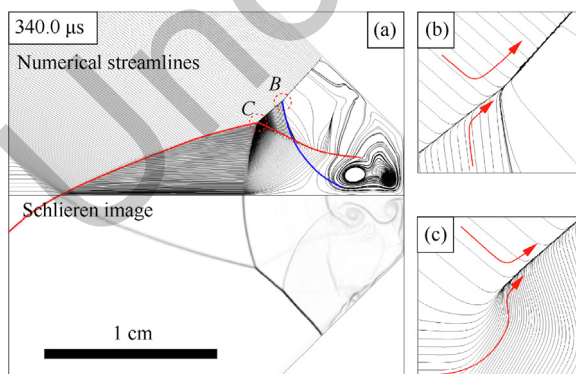 340.0 μs
(a)
(b)
Numerical streamlines
B
C
Schlieren image
(c)
1 cm